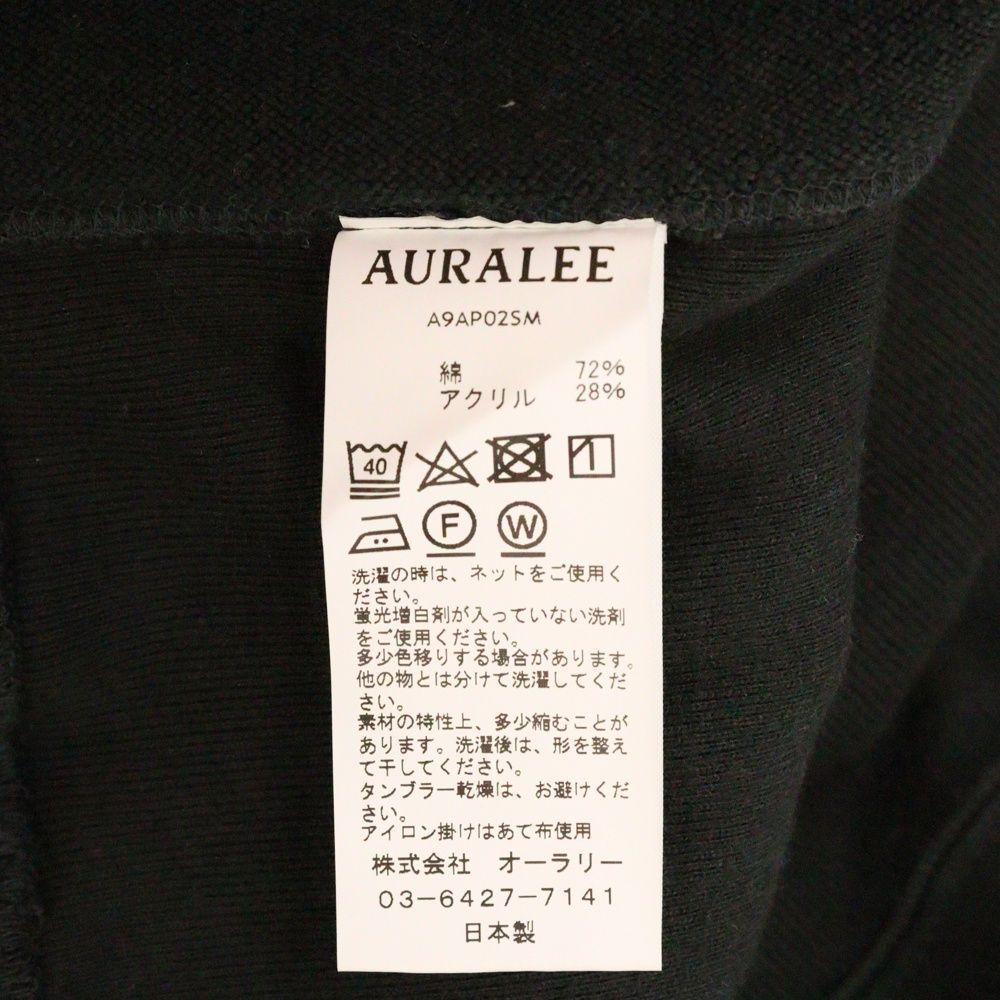 AURALEE
A9AP02SM
綿 72%
アクリル 28%
40
F W
洗濯の時は、ネットをご使用く
ださい。
蛍光増白剤が入っていない洗剤
をご使用ください。
多少色移りする場合があります。
他の物とは分けて洗濯してくだ
さい。
素材の特性上、多少縮むことが
あります。洗濯後は、形を整え
て干してください。
タンブラー乾燥は、お避けくだ
さい。
アイロン掛けはあて布使用
株式会社 オーラリー
03-6427-7141
日本製